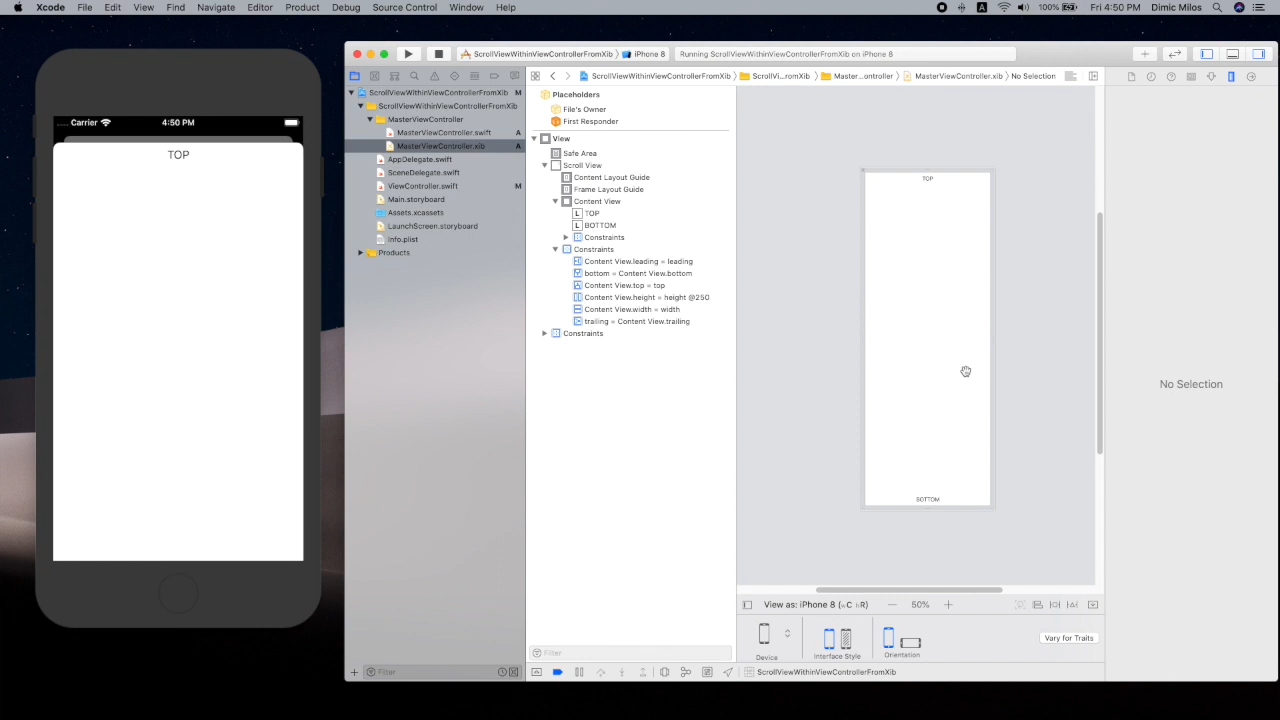 Xcode File Edit View Find Navigate Editor Product Debug Source Control Window Help 100% Fri 4:50 PM Dimic Milos
ScrollViewWithinViewControllerFromXib iPhone 8 Running ScrollViewWithinViewControllerFromXib on iPhone 8
ScrollViewWithinViewControllerFromXib ScrollVi...romXib Master...ontroller MasterViewController.xib No Selection
Carrier 4:50 PM
TOP
ScrollViewWithinViewControllerFromXib M
ScrollViewWithinViewControllerFromXib
MasterViewController
MasterViewController.swift A
MasterViewController.xib A
AppDelegate.swift
SceneDelegate.swift
ViewController.swift M
Main.storyboard
Assets.xcassets
LaunchScreen.storyboard
Info.plist
Products
Filter
Placeholders
File's Owner
First Responder
View
Safe Area
Scroll View
Content Layout Guide
Frame Layout Guide
Content View
L TOP
L BOTTOM
Constraints
Constraints
Content View.leading = leading
bottom = Content View.bottom
Content View.top = top
Content View.height = height @250
Content View.width = width
trailing = Content View.trailing
Constraints
Filter
TOP
BOTTOM
View as: iPhone 8 (wC hR) 50%
Device
Interface Style
Orientation
Vary for Traits
ScrollViewWithinViewControllerFromXib
No Selection